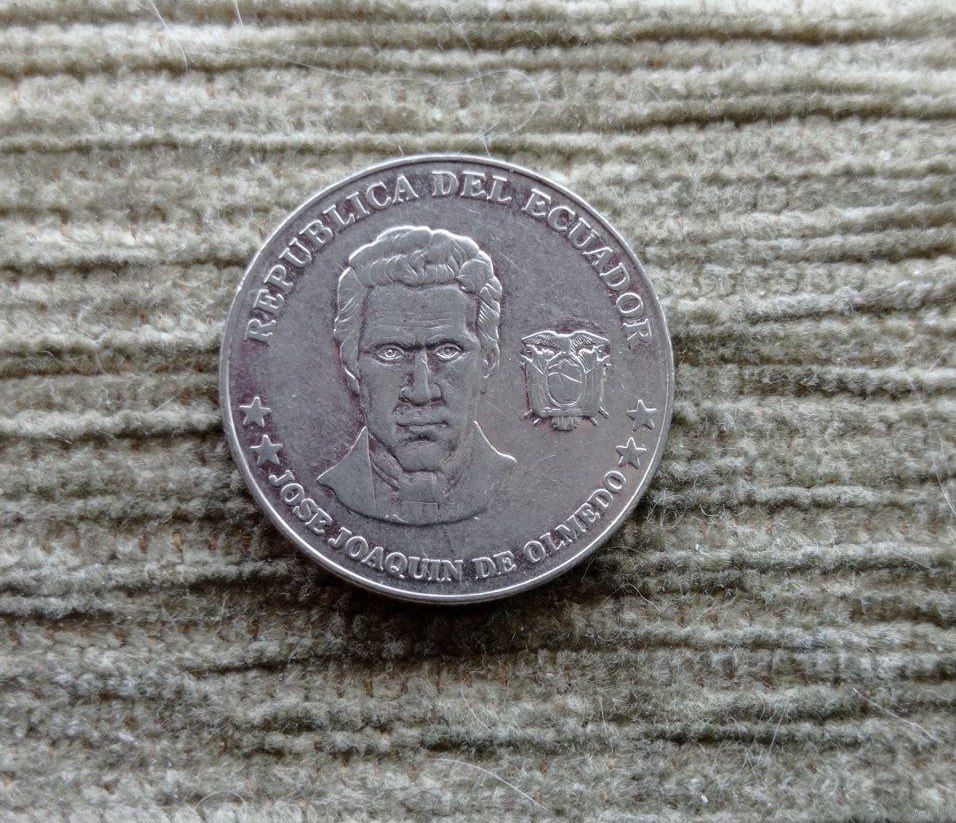 REPUBLICA DEL ECUADOR
JOSE JOAQUIN DE OLMEDO